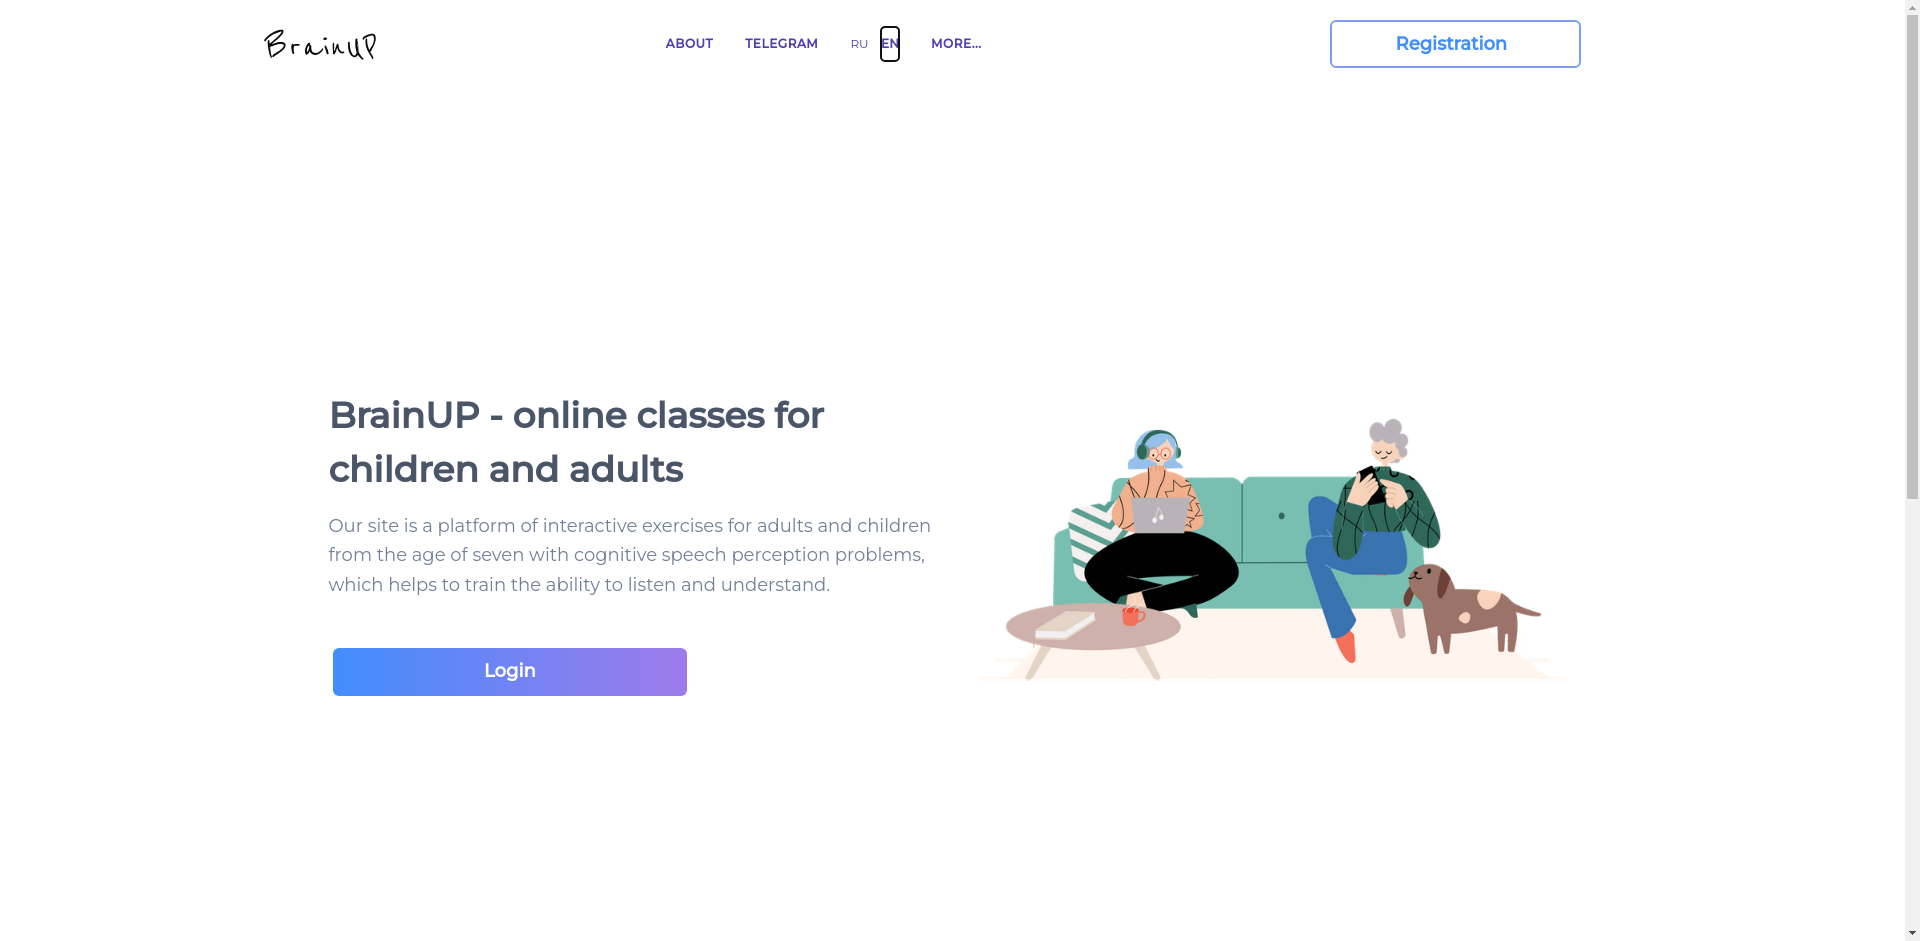 BrainUP
ABOUT
TELEGRAM
RU
EN
MORE...
Registration
BrainUP - online classes for
children and adults
Our site is a platform of interactive exercises for adults and children
from the age of seven with cognitive speech perception problems,
which helps to train the ability to listen and understand.
Login